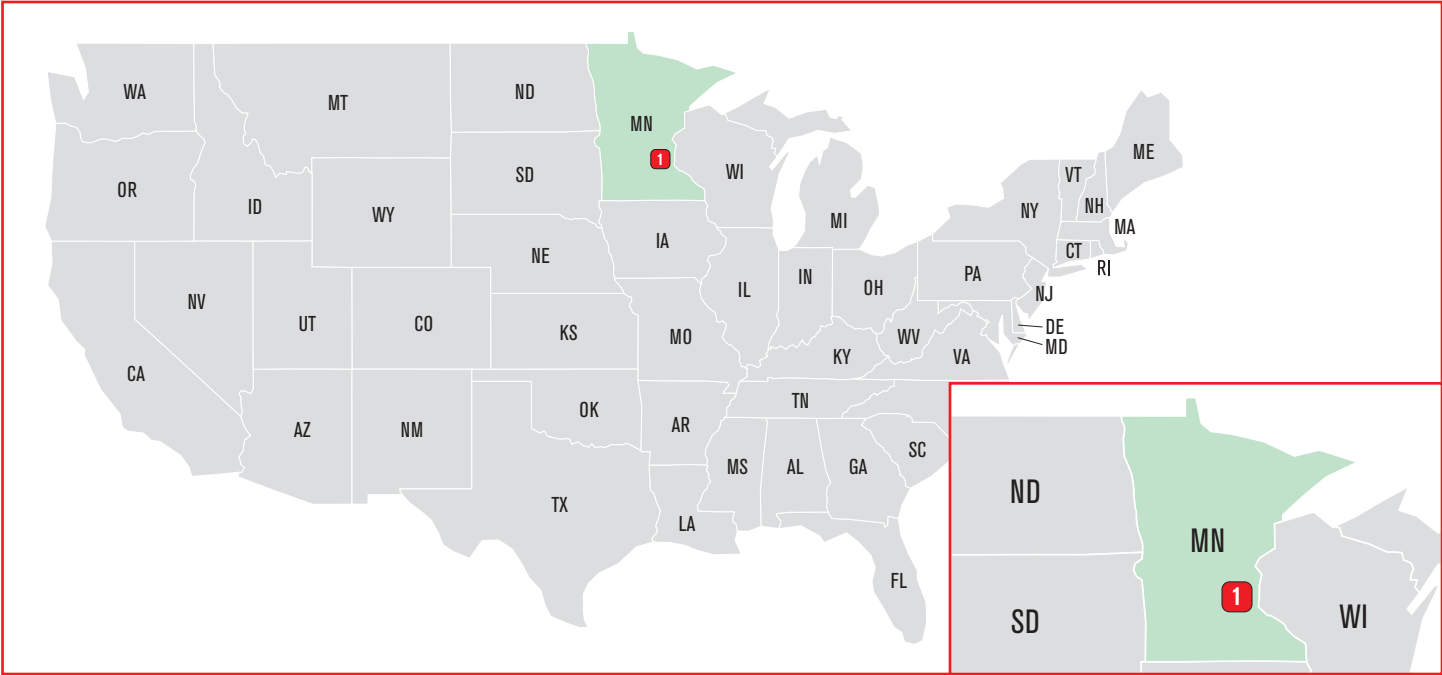 WA
MT
ND
MN
1
OR
ID
WY
SD
WI
MI
NY
VT
NH
ME
MA
CT
RI
NV
UT
CO
NE
IA
IL
IN
OH
PA
NJ
DE
MD
CA
KS
MO
KY
WV
VA
AZ
NM
OK
AR
TN
SC
TX
LA
MS
AL
GA
FL
ND
MN
SD
1
WI